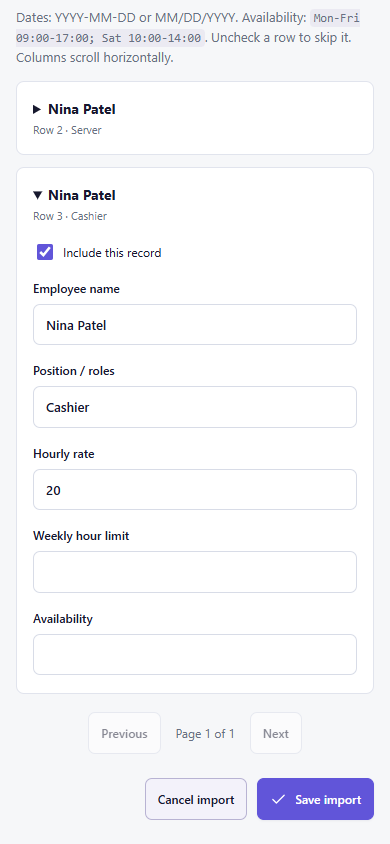 Dates: YYYY-MM-DD or MM/DD/YYYY. Availability: Mon-Fri
09:00-17:00; Sat 10:00-14:00. Uncheck a row to skip it.
Columns scroll horizontally.
Nina Patel
Row 2 · Server
Nina Patel
Row 3 · Cashier
Include this record
Employee name
Nina Patel
Position / roles
Cashier
Hourly rate
20
Weekly hour limit
Availability
Previous
Page 1 of 1
Next
Cancel import
Save import